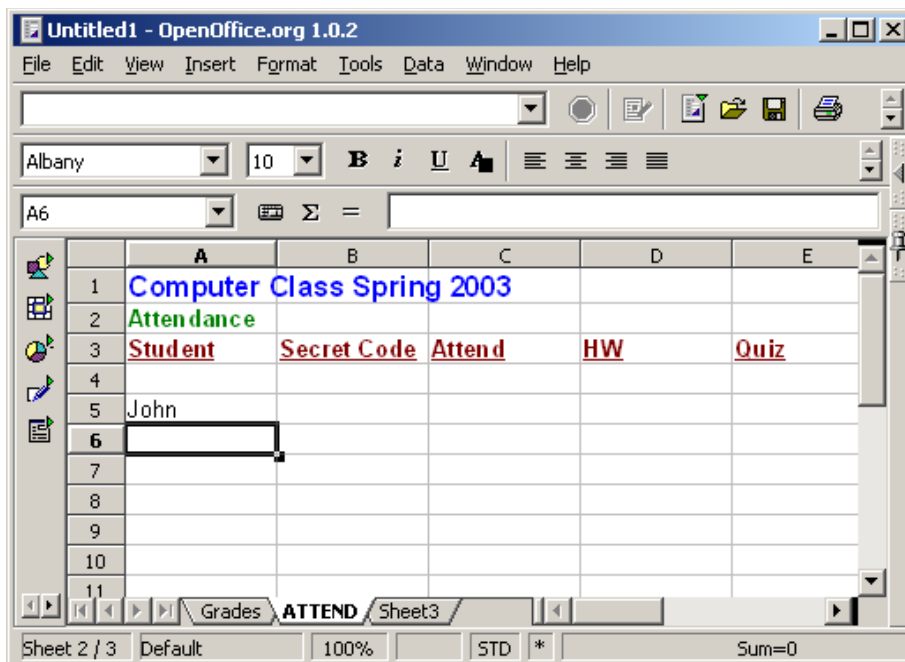 Untitled1 - OpenOffice.org 1.0.2
File Edit View Insert Format Tools Data Window Help
Albany 10 B i U A
A6 Σ =
A B C D E
1 Computer Class Spring 2003
2 Attendance
3 Student Secret Code Attend HW Quiz
4
5 John
6
7
8
9
10
11
Grades ATTEND Sheet3
Sheet 2 / 3 Default 100% STD * Sum=0